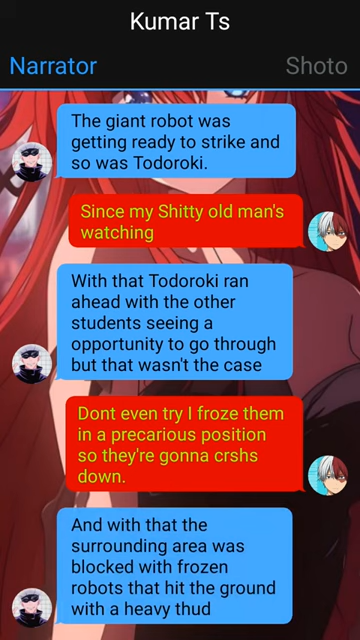 Kumar Ts
Narrator
Shoto
The giant robot was
getting ready to strike and
so was Todoroki.
Since my Shitty old man's
watching
With that Todoroki ran
ahead with the other
students seeing a
opportunity to go through
but that wasn't the case
Dont even try I froze them
in a precarious position
so they're gonna crshs
down.
And with that the
surrounding area was
blocked with frozen
robots that hit the ground
with a heavy thud